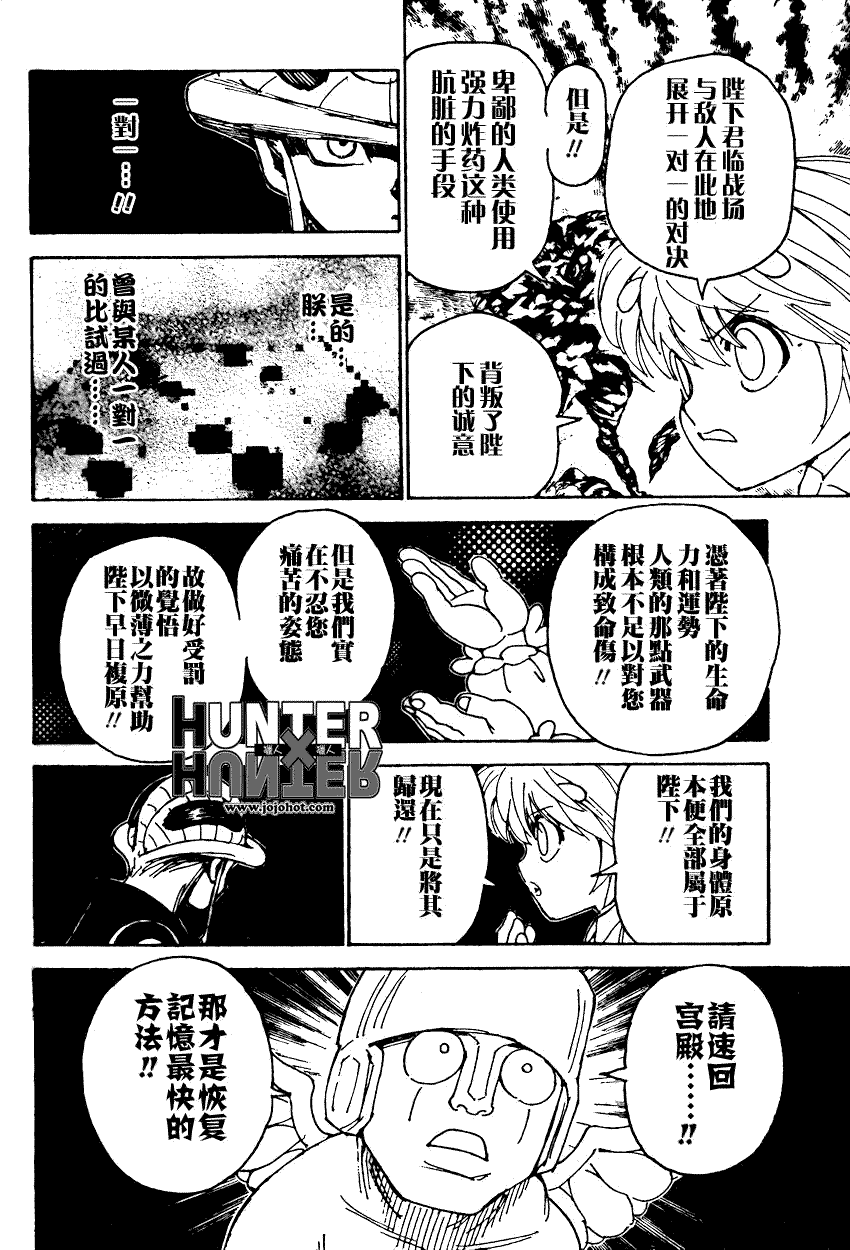 陛下君临战场
与敌人在此地
展开一对一的对决
但是!!
卑鄙的人类使用
强力炸药这种
肮脏的手段
背叛了陛
下的诚意
一對一…!!
是的…
朕…
曾與某人一對一
的比試過……
憑著陛下的生命
力和運勢
人類的那點武器
根本不足以對您
構成致命傷!!
但是我們實
在不忍您
痛苦的姿態
故做好受罰
的覺悟
以微薄之力幫助
陛下早日複原!!
HUNTER
×
獵人 獵人
HUNTER
www.jojohot.com
我們的身體原
本便全部屬于
陛下!!
現在只是將其
歸還!!
請速回
宫殿……!!
那才是恢复
記憶最快的
方法!!